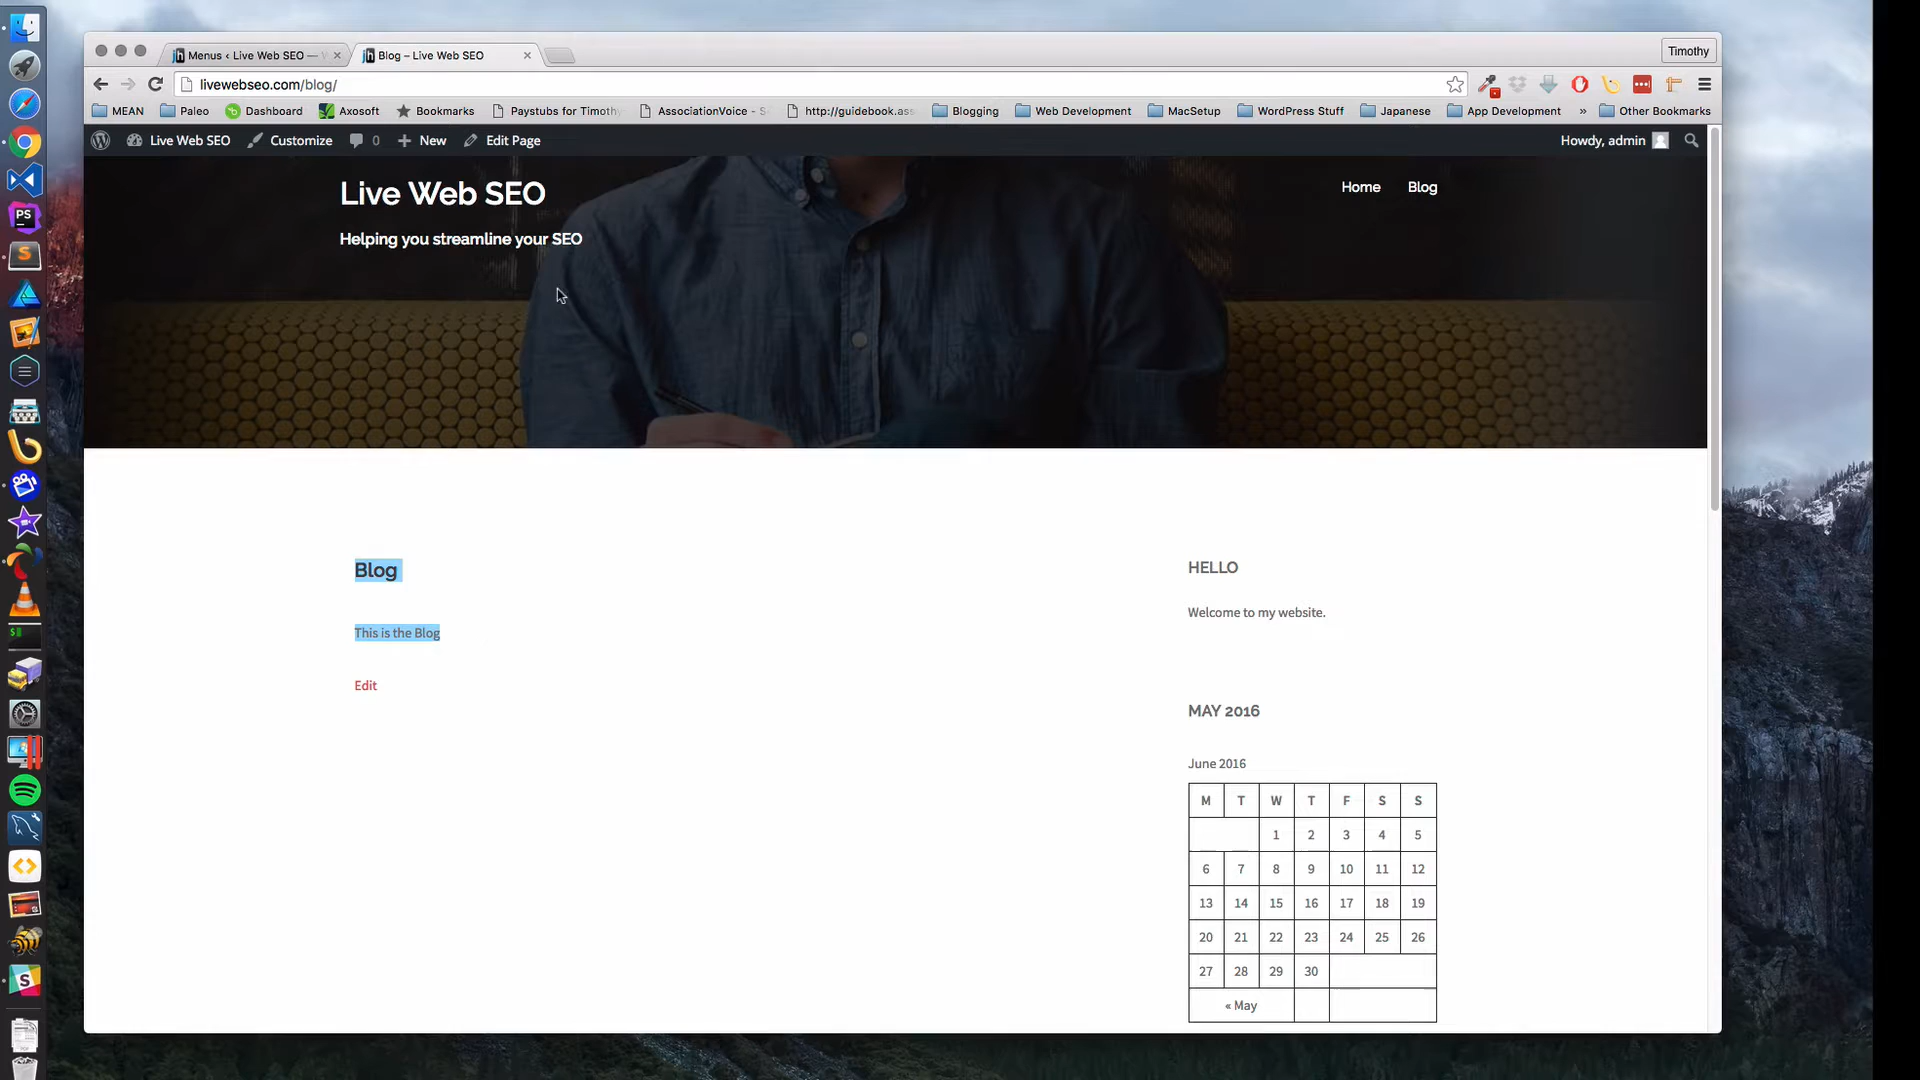 Menus ‹ Live Web SEO —
Blog – Live Web SEO
Timothy
livewebseo.com/blog/
MEAN
Paleo
Dashboard
Axosoft
Bookmarks
Paystubs for Timothy
AssociationVoice - S
http://guidebook.ass
Blogging
Web Development
MacSetup
WordPress Stuff
Japanese
App Development
»
Other Bookmarks
Live Web SEO
Customize
0
New
Edit Page
Howdy, admin
Live Web SEO
Home
Blog
Helping you streamline your SEO
Blog
This is the Blog
Edit
HELLO
Welcome to my website.
MAY 2016
June 2016
M T W T F S S
1 2 3 4 5
6 7 8 9 10 11 12
13 14 15 16 17 18 19
20 21 22 23 24 25 26
27 28 29 30
« May
PS
S